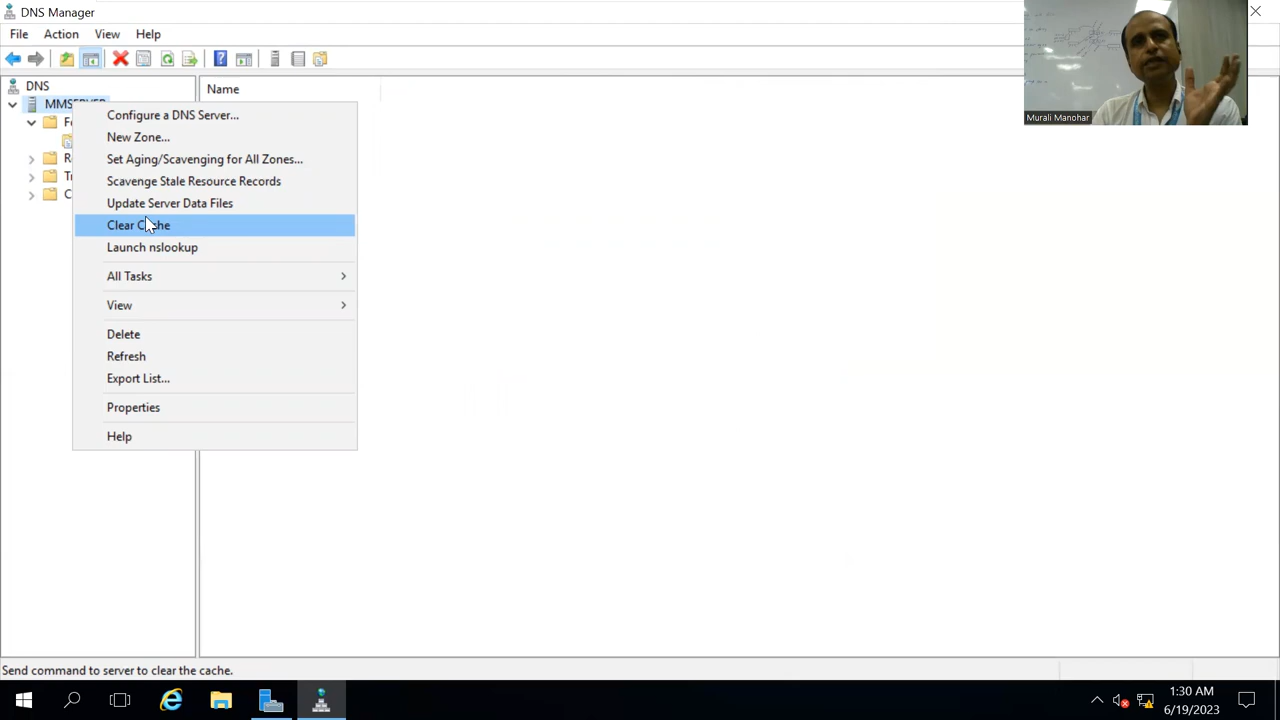 DNS Manager
File Action View Help
DNS
MMSERVER
Name
Configure a DNS Server...
New Zone...
Set Aging/Scavenging for All Zones...
Scavenge Stale Resource Records
Update Server Data Files
Clear Cache
Launch nslookup
All Tasks
View
Delete
Refresh
Export List...
Properties
Help
Murali Manohar
Send command to server to clear the cache.
1:30 AM
6/19/2023